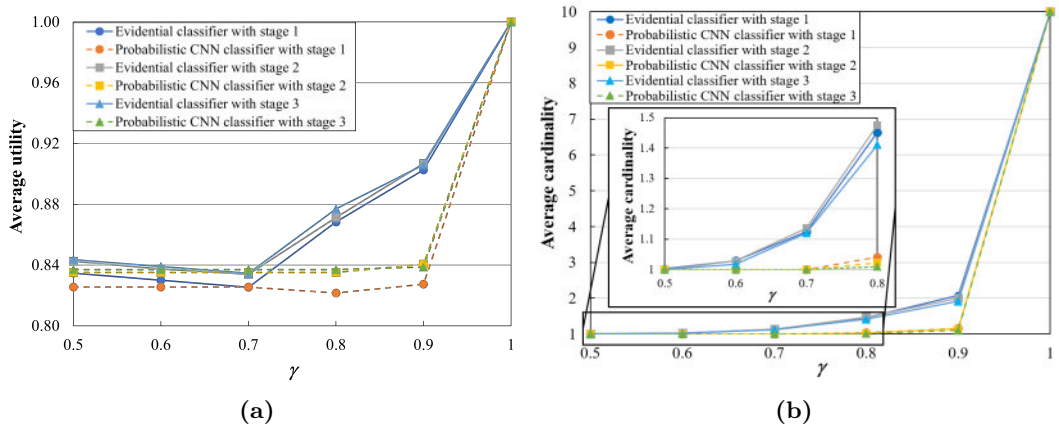 1.00
0.96
0.92
0.88
0.84
0.80
Average utility
Evidential classifier with stage 1
Probabilistic CNN classifier with stage 1
Evidential classifier with stage 2
Probabilistic CNN classifier with stage 2
Evidential classifier with stage 3
Probabilistic CNN classifier with stage 3
0.5 0.6 0.7 0.8 0.9 1
γ
(a)
10
9
8
7
6
5
4
3
2
1
Average cardinality
Evidential classifier with stage 1
Probabilistic CNN classifier with stage 1
Evidential classifier with stage 2
Probabilistic CNN classifier with stage 2
Evidential classifier with stage 3
Probabilistic CNN classifier with stage 3
1.5
1.4
1.3
1.2
1.1
1
Average cardinality
0.5 0.6 0.7 0.8
γ
0.5 0.6 0.7 0.8 0.9 1
γ
(b)